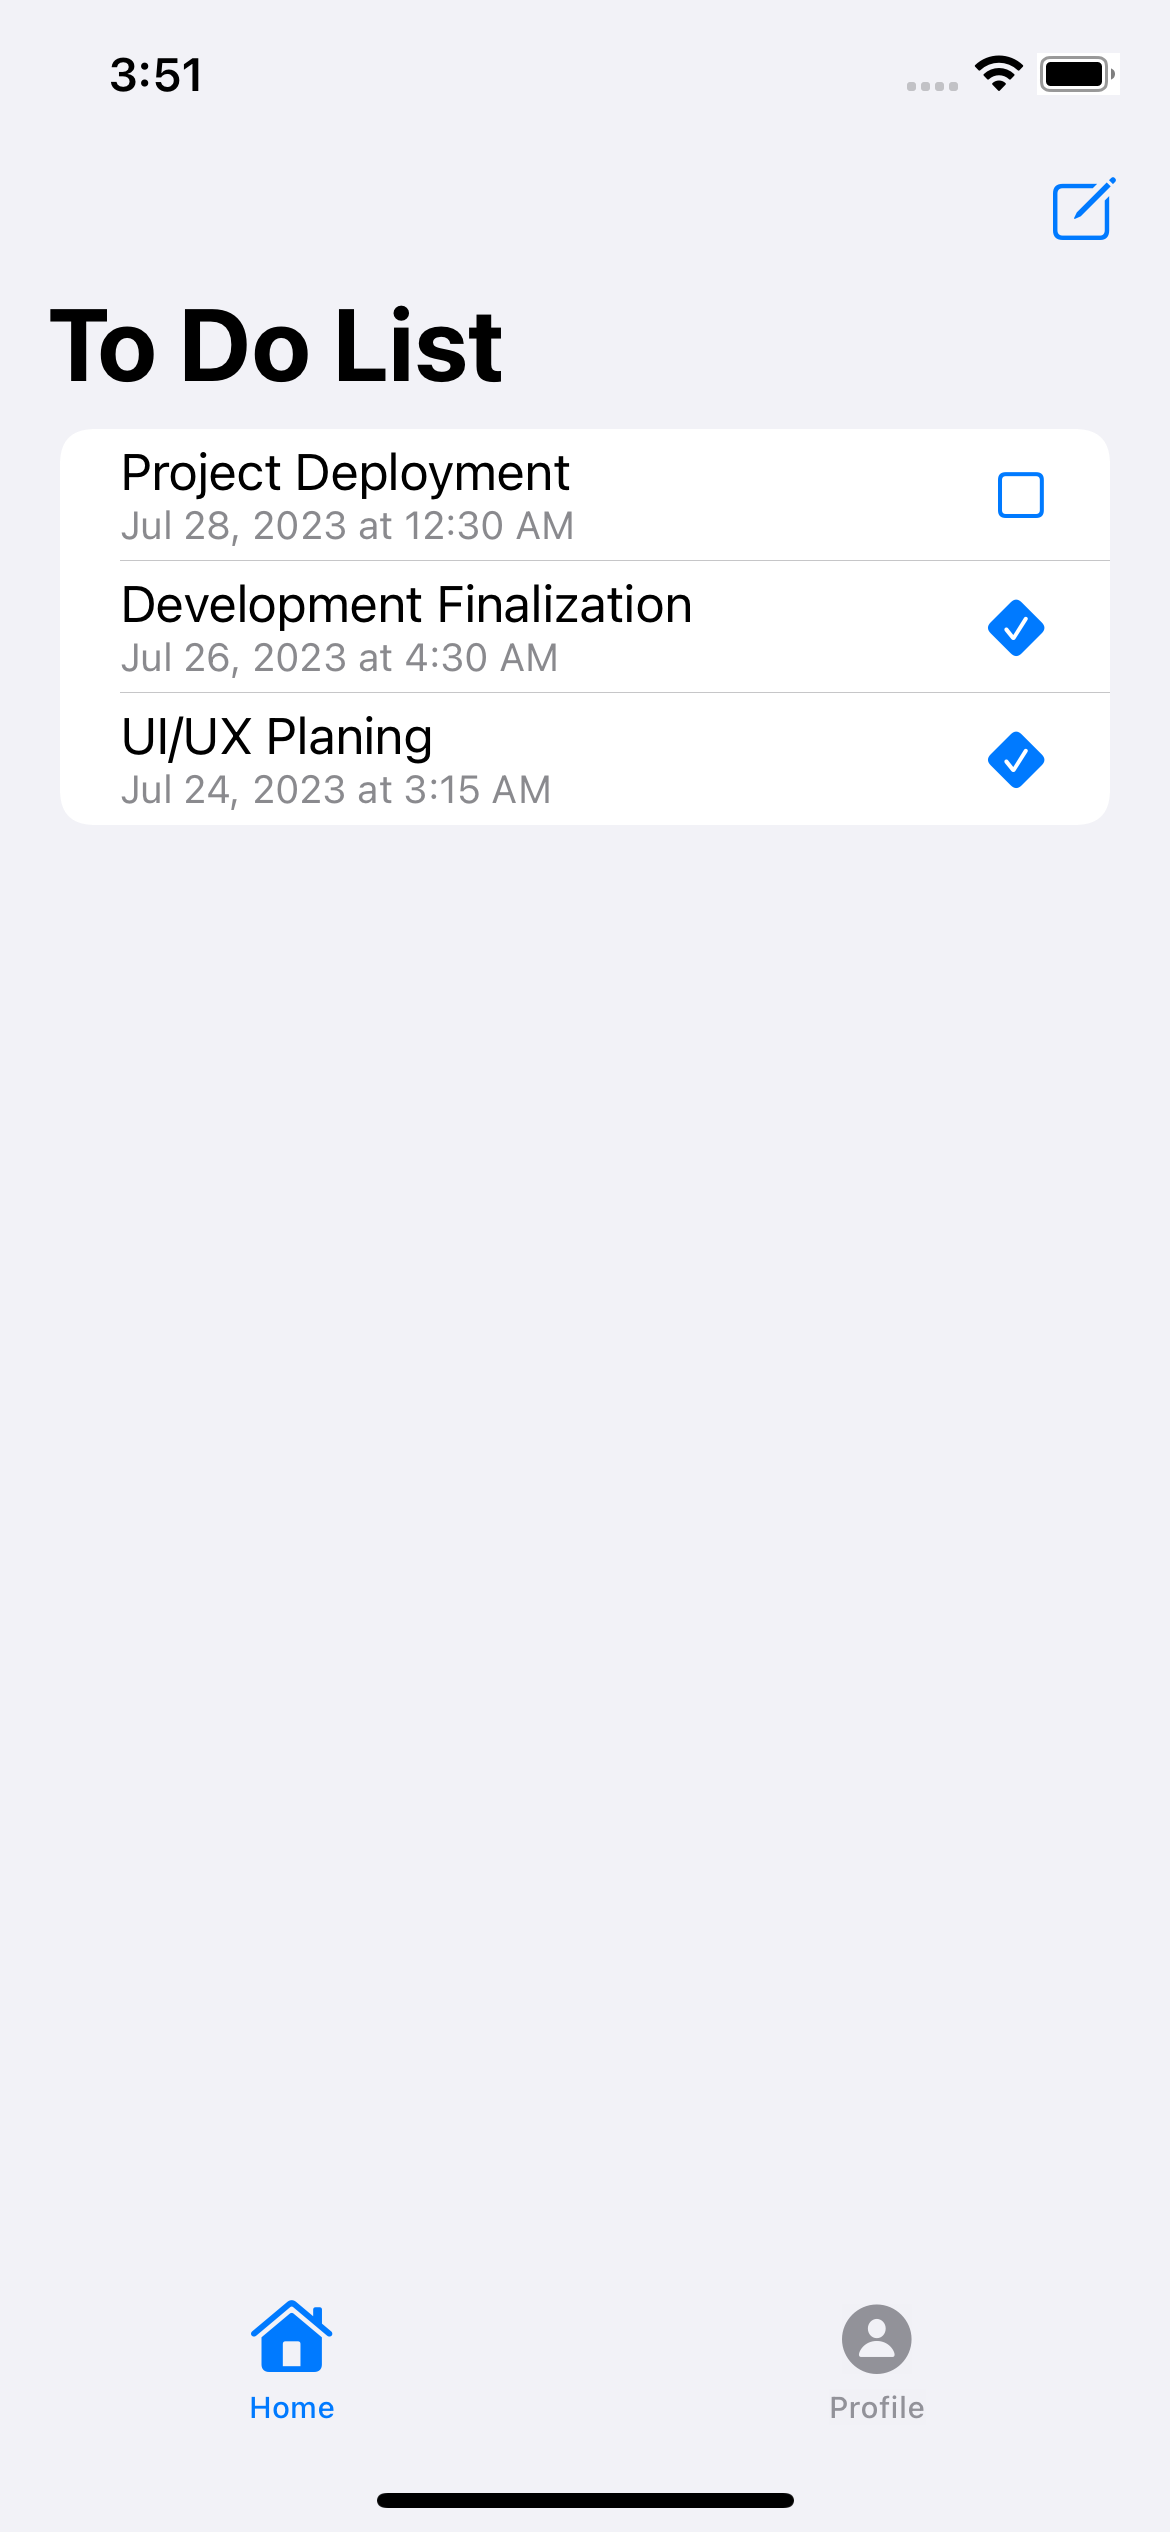 3:51
To Do List
Project Deployment
Jul 28, 2023 at 12:30 AM
Development Finalization
Jul 26, 2023 at 4:30 AM
UI/UX Planing
Jul 24, 2023 at 3:15 AM
Home
Profile